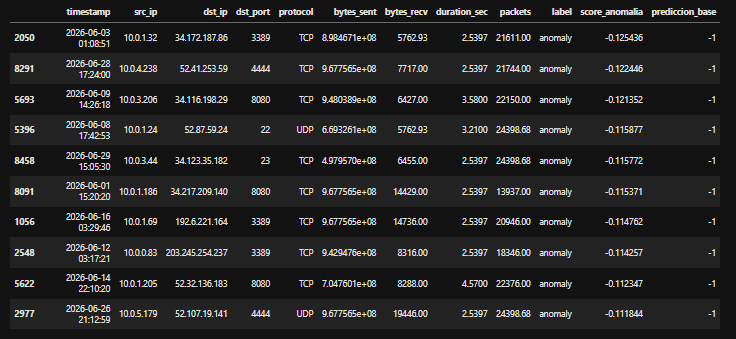 timestamp src_ip dst_ip dst_port protocol bytes_sent bytes_recv duration_sec packets label score_anomalia prediccion_base
2050 2026-06-03 01:08:51 10.0.1.32 34.172.187.86 3389 TCP 8.984671e+08 5762.93 2.5397 21611.00 anomaly -0.125436 -1
8291 2026-06-28 17:24:00 10.0.4.238 52.41.253.59 4444 TCP 9.677565e+08 7717.00 2.5397 21744.00 anomaly -0.122446 -1
5693 2026-06-09 14:26:18 10.0.3.206 34.116.198.29 8080 TCP 9.480389e+08 6427.00 3.5800 22150.00 anomaly -0.121352 -1
5396 2026-06-08 17:42:53 10.0.1.24 52.87.59.24 22 UDP 6.693261e+08 5762.93 3.2100 24398.68 anomaly -0.115877 -1
8458 2026-06-29 15:05:30 10.0.3.44 34.123.35.182 23 TCP 4.979570e+08 6455.00 2.5397 24398.68 anomaly -0.115772 -1
8091 2026-06-01 15:20:20 10.0.1.186 34.217.209.140 8080 TCP 9.677565e+08 14429.00 2.5397 13937.00 anomaly -0.115371 -1
1056 2026-06-16 03:29:46 10.0.1.69 192.6.221.164 3389 TCP 9.677565e+08 14736.00 2.5397 20946.00 anomaly -0.114762 -1
2548 2026-06-12 03:17:21 10.0.0.83 203.245.254.237 3389 TCP 9.429476e+08 8316.00 2.5397 18346.00 anomaly -0.114257 -1
5622 2026-06-14 22:10:20 10.0.1.205 52.32.136.183 8080 TCP 7.047601e+08 8288.00 4.5700 22376.00 anomaly -0.112347 -1
2977 2026-06-26 21:12:59 10.0.5.179 52.107.19.141 4444 UDP 9.677565e+08 19446.00 2.5397 24398.68 anomaly -0.111844 -1